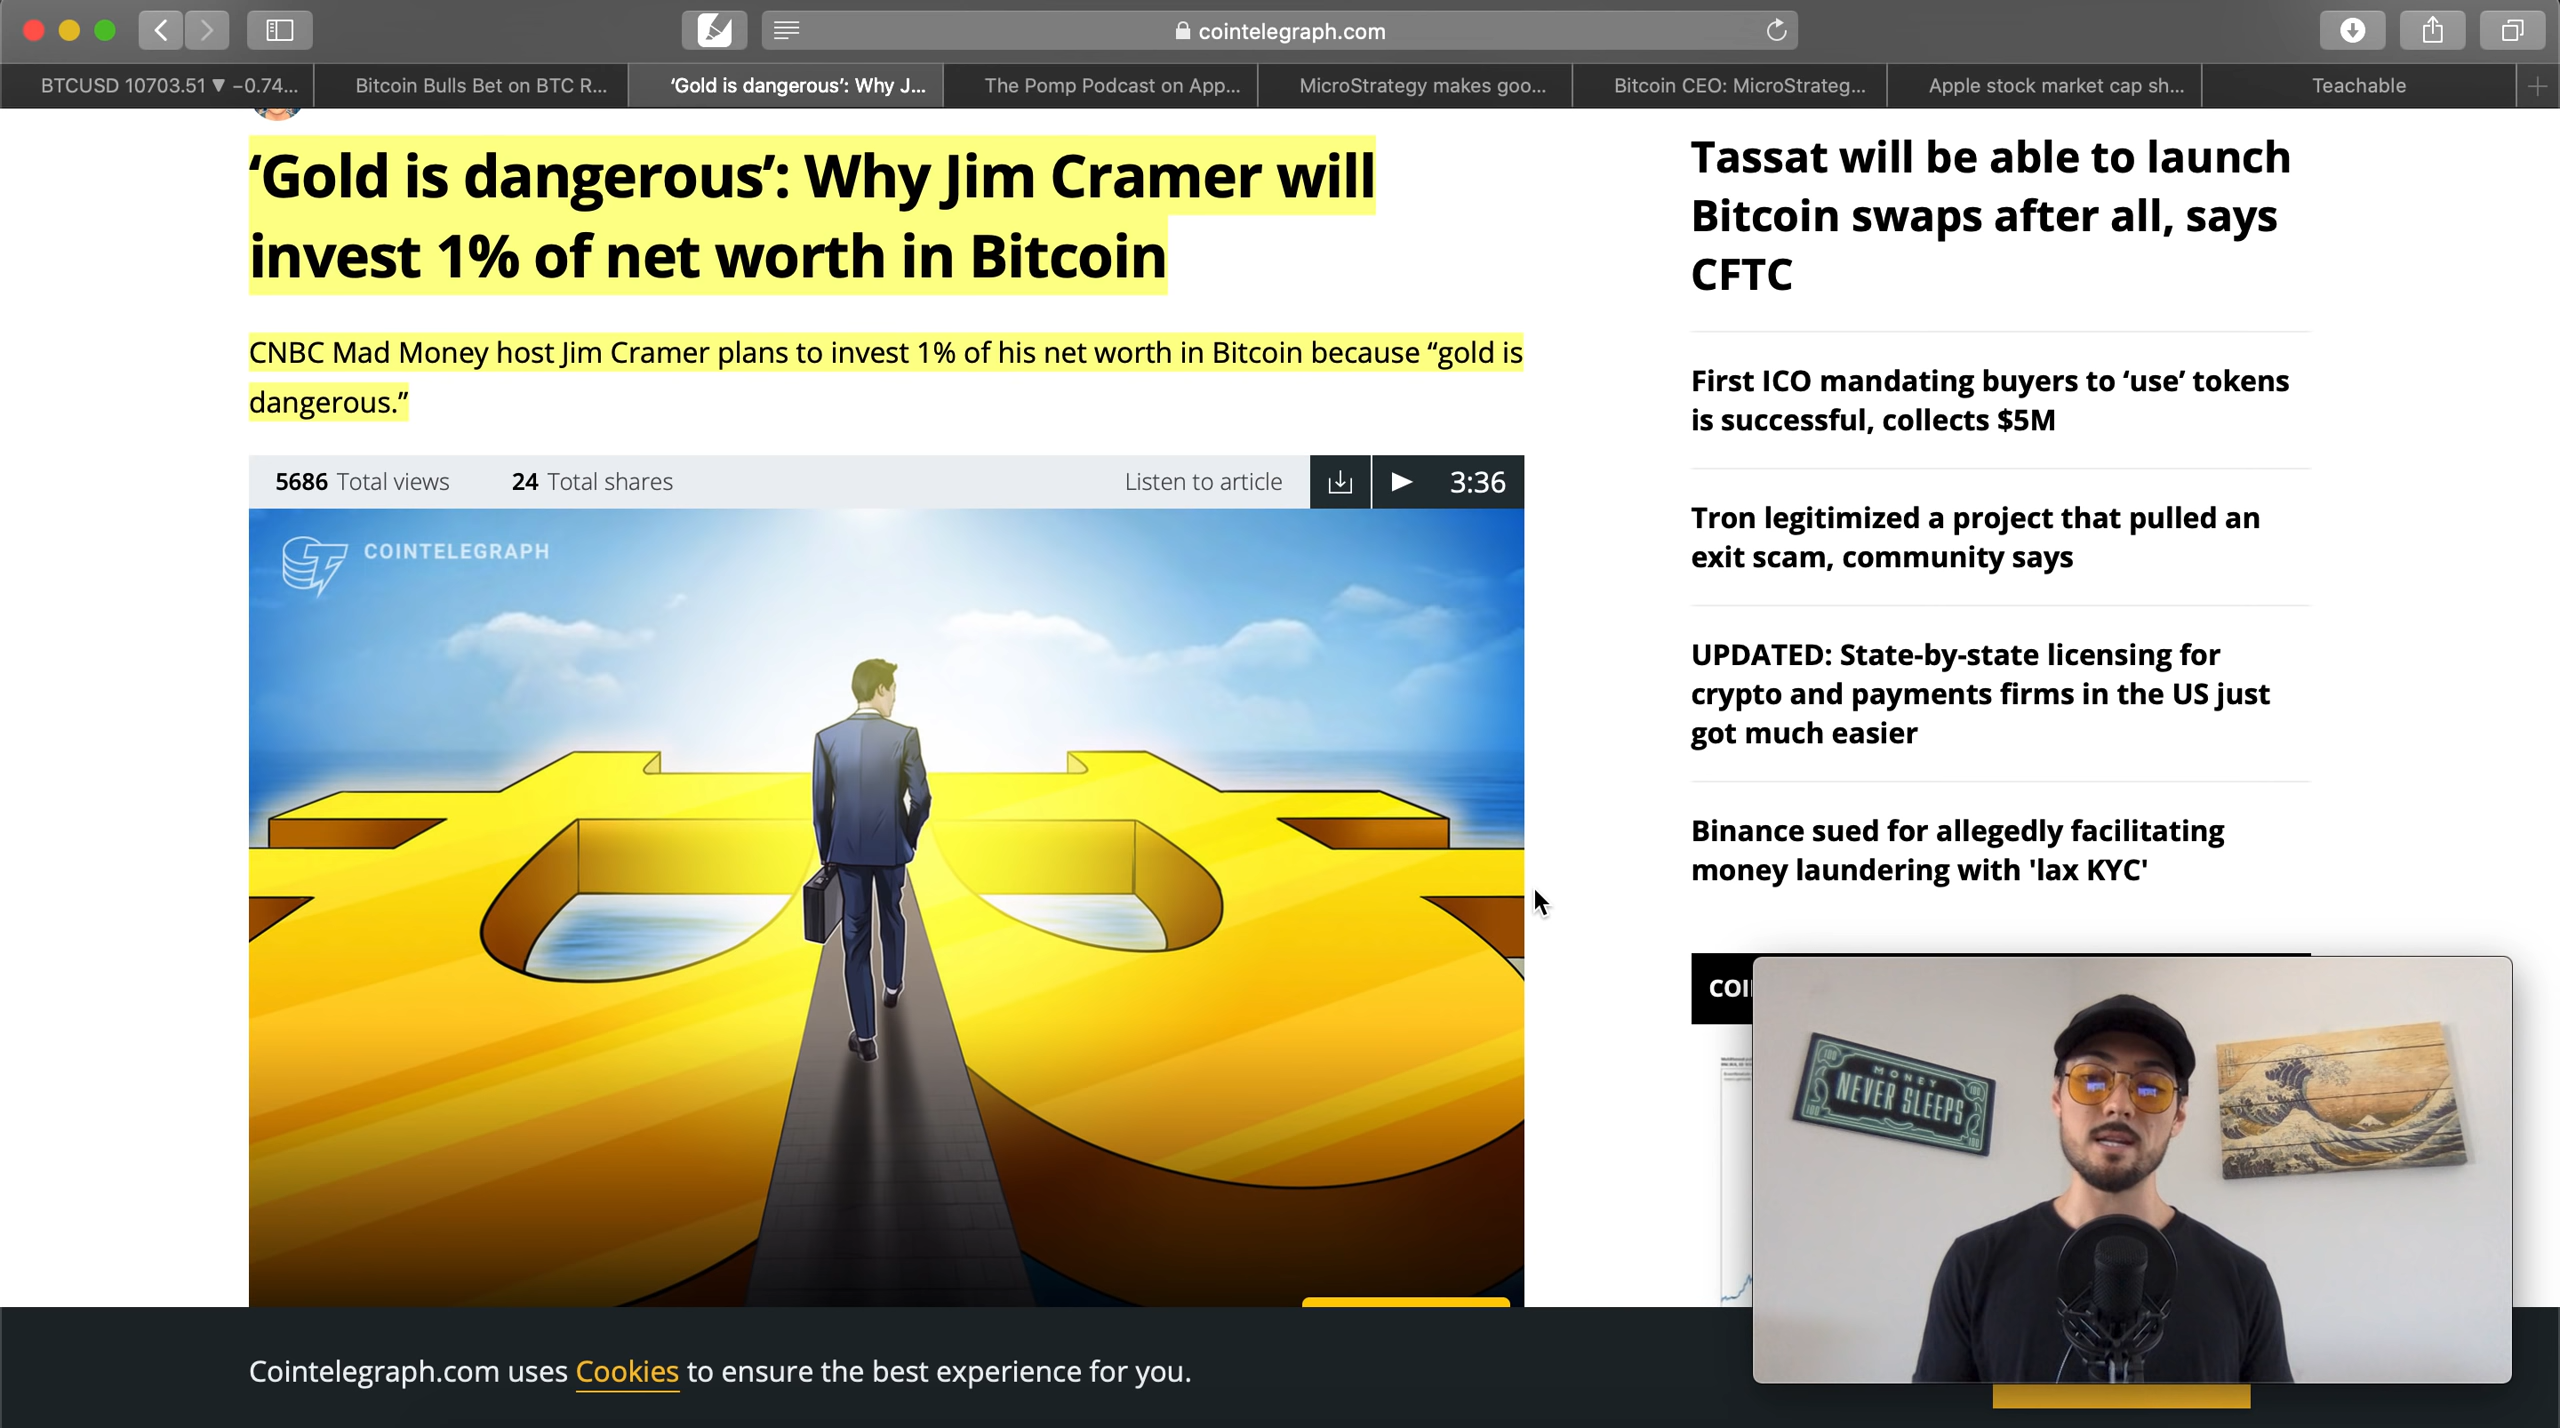 cointelegraph.com
BTCUSD 10703.51 ▼ −0.74...
Bitcoin Bulls Bet on BTC R...
‘Gold is dangerous’: Why J...
The Pomp Podcast on App...
MicroStrategy makes goo...
Bitcoin CEO: MicroStrateg...
Apple stock market cap sh...
Teachable
‘Gold is dangerous’: Why Jim Cramer will
invest 1% of net worth in Bitcoin
CNBC Mad Money host Jim Cramer plans to invest 1% of his net worth in Bitcoin because “gold is
dangerous.”
5686 Total views 24 Total shares Listen to article 3:36
COINTELEGRAPH
Tassat will be able to launch
Bitcoin swaps after all, says
CFTC
First ICO mandating buyers to ‘use’ tokens
is successful, collects $5M
Tron legitimized a project that pulled an
exit scam, community says
UPDATED: State-by-state licensing for
crypto and payments firms in the US just
got much easier
Binance sued for allegedly facilitating
money laundering with 'lax KYC'
MONEY
NEVER SLEEPS
Cointelegraph.com uses Cookies to ensure the best experience for you.